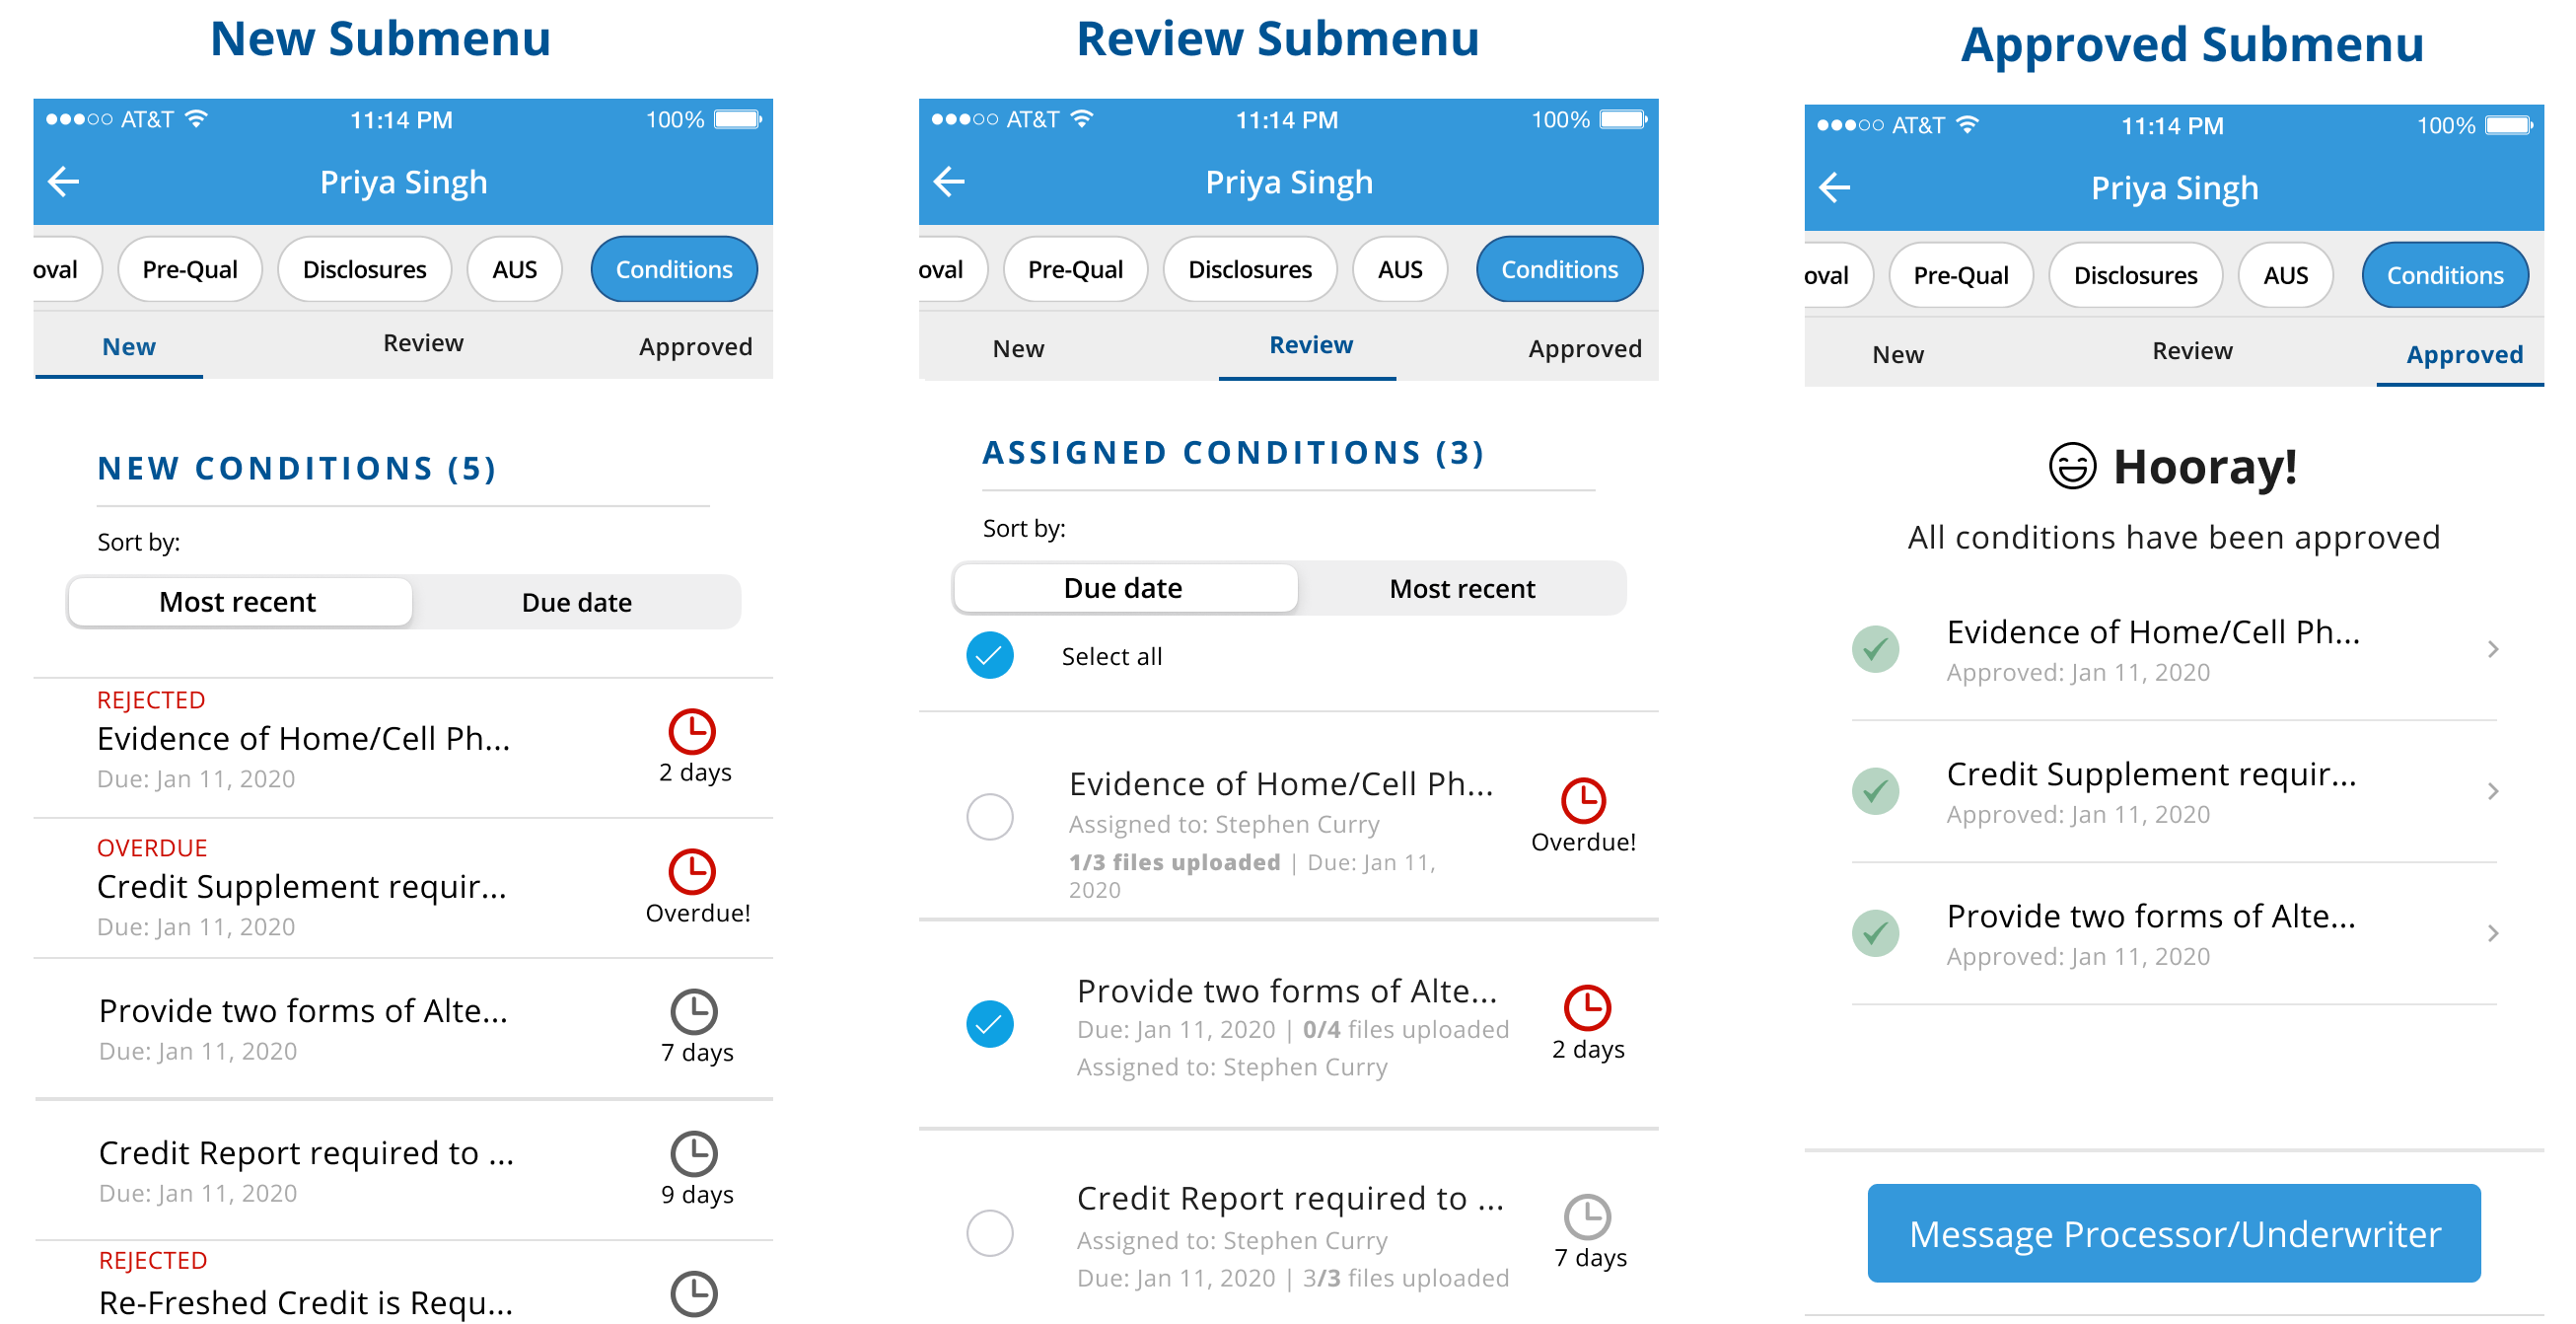 New Submenu
AT&T 11:14 PM 100%
Priya Singh
oval Pre-Qual Disclosures AUS Conditions
New Review Approved
NEW CONDITIONS (5)
Sort by:
Most recent Due date
REJECTED
Evidence of Home/Cell Ph...
Due: Jan 11, 2020
2 days
OVERDUE
Credit Supplement requir...
Due: Jan 11, 2020
Overdue!
Provide two forms of Alte...
Due: Jan 11, 2020
7 days
Credit Report required to ...
Due: Jan 11, 2020
9 days
REJECTED
Re-Freshed Credit is Requ...
Review Submenu
AT&T 11:14 PM 100%
Priya Singh
oval Pre-Qual Disclosures AUS Conditions
New Review Approved
ASSIGNED CONDITIONS (3)
Sort by:
Due date Most recent
Select all
Evidence of Home/Cell Ph...
Assigned to: Stephen Curry
1/3 files uploaded | Due: Jan 11,
2020
Overdue!
Provide two forms of Alte...
Due: Jan 11, 2020 | 0/4 files uploaded
Assigned to: Stephen Curry
2 days
Credit Report required to ...
Assigned to: Stephen Curry
Due: Jan 11, 2020 | 3/3 files uploaded
7 days
Approved Submenu
AT&T 11:14 PM 100%
Priya Singh
oval Pre-Qual Disclosures AUS Conditions
New Review Approved
Hooray!
All conditions have been approved
Evidence of Home/Cell Ph...
Approved: Jan 11, 2020
Credit Supplement requir...
Approved: Jan 11, 2020
Provide two forms of Alte...
Approved: Jan 11, 2020
Message Processor/Underwriter